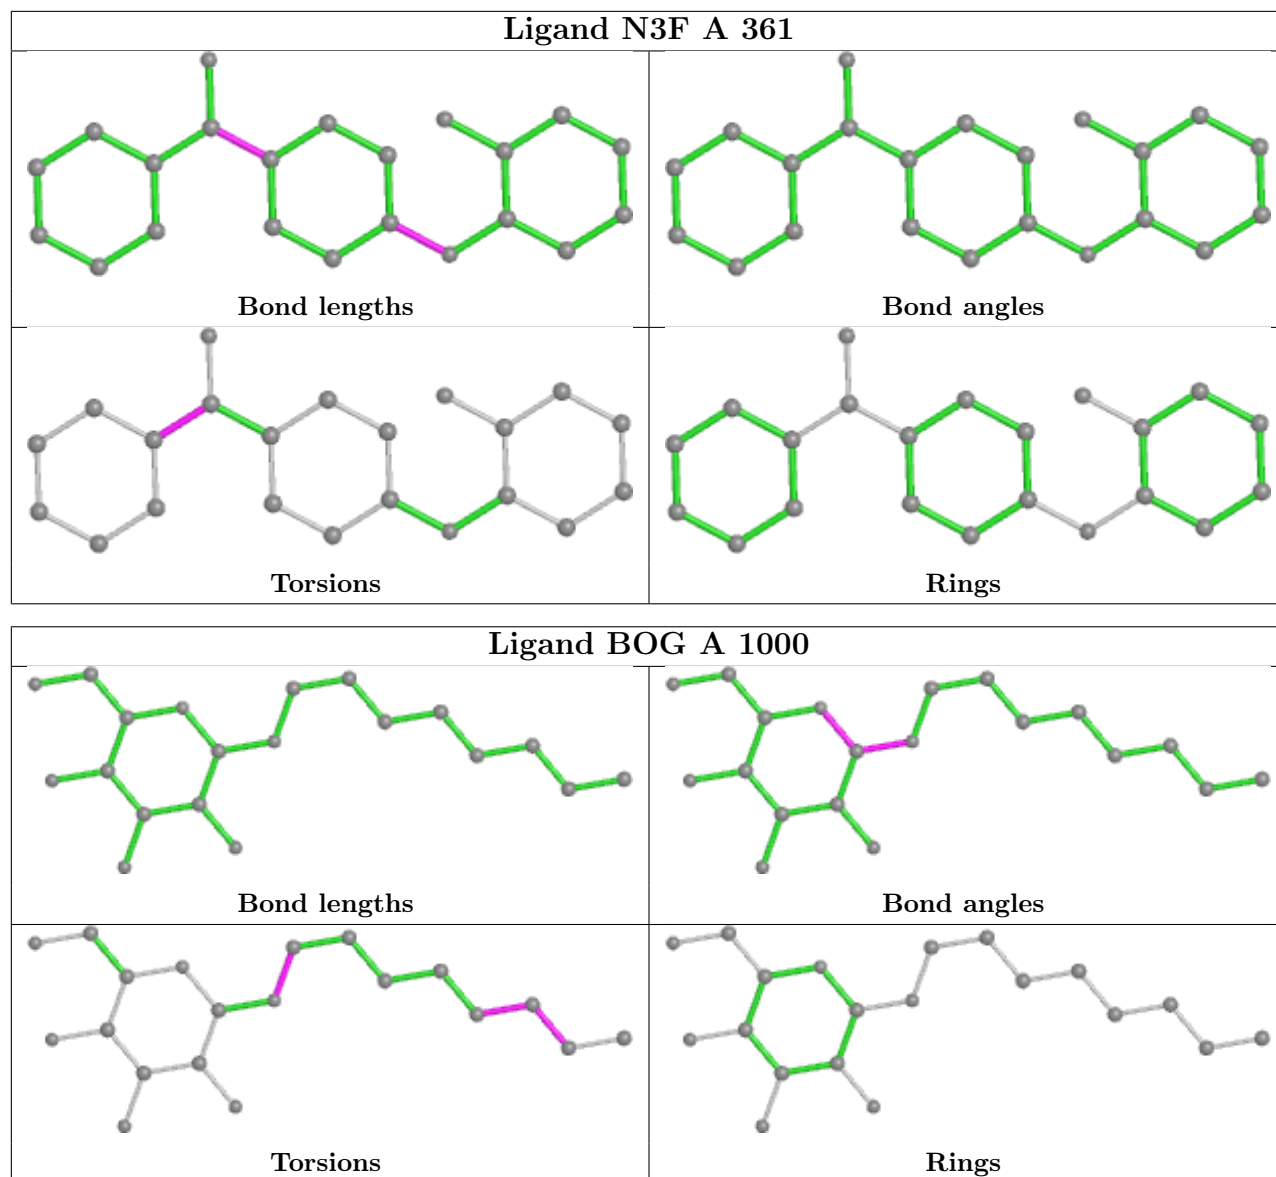 Ligand N3F A 361
Bond lengths
Bond angles
Torsions
Rings
Ligand BOG A 1000
Bond lengths
Bond angles
Torsions
Rings